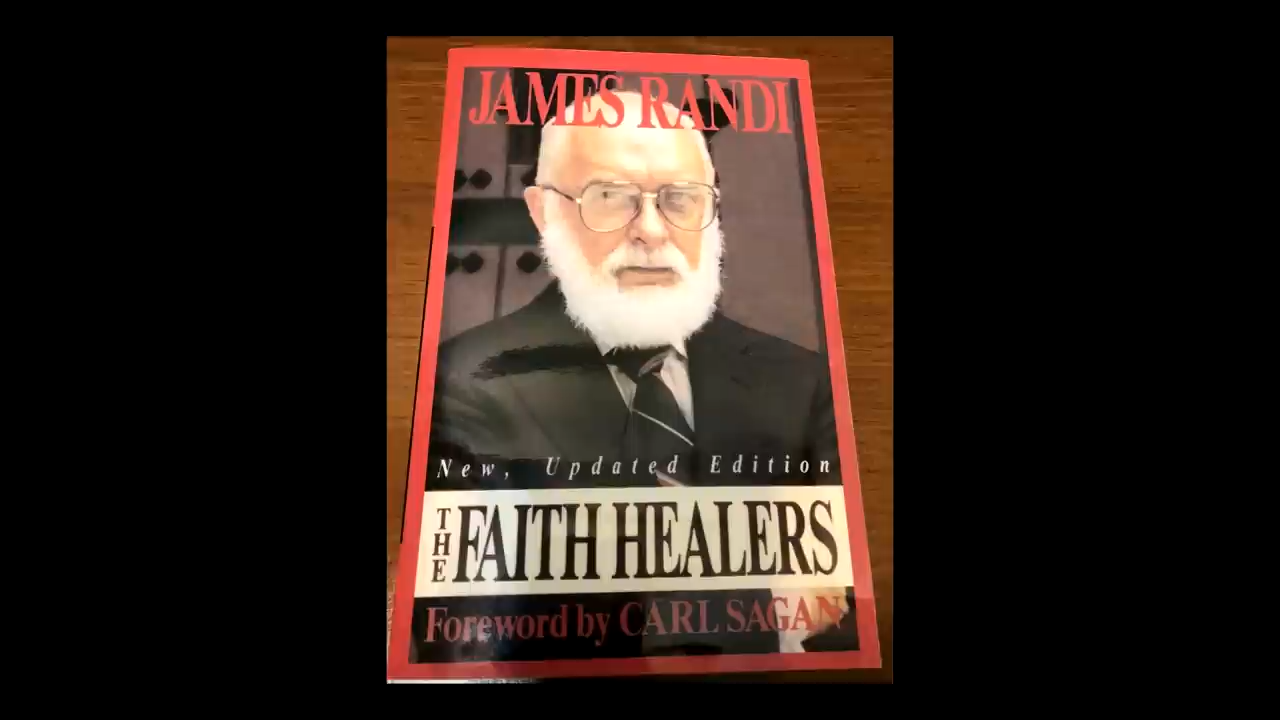 JAMES RANDI
New, Updated Edition
THE FAITH HEALERS
Foreword by CARL SAGAN